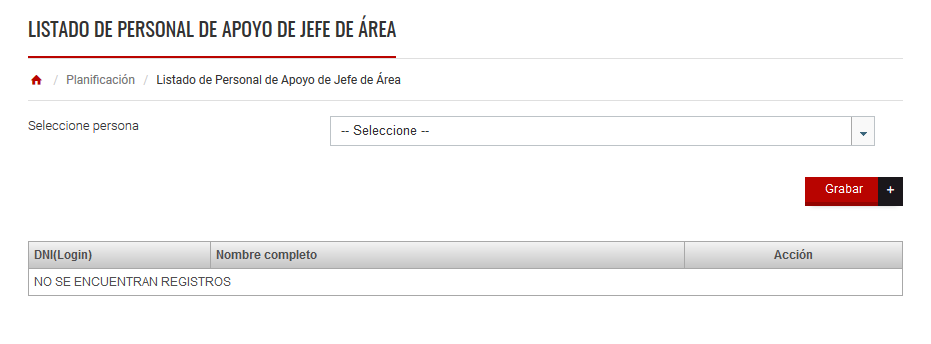 LISTADO DE PERSONAL DE APOYO DE JEFE DE ÁREA
/ Planificación / Listado de Personal de Apoyo de Jefe de Área
Seleccione persona -- Seleccione --
Grabar +
DNI(Login) Nombre completo Acción
NO SE ENCUENTRAN REGISTROS